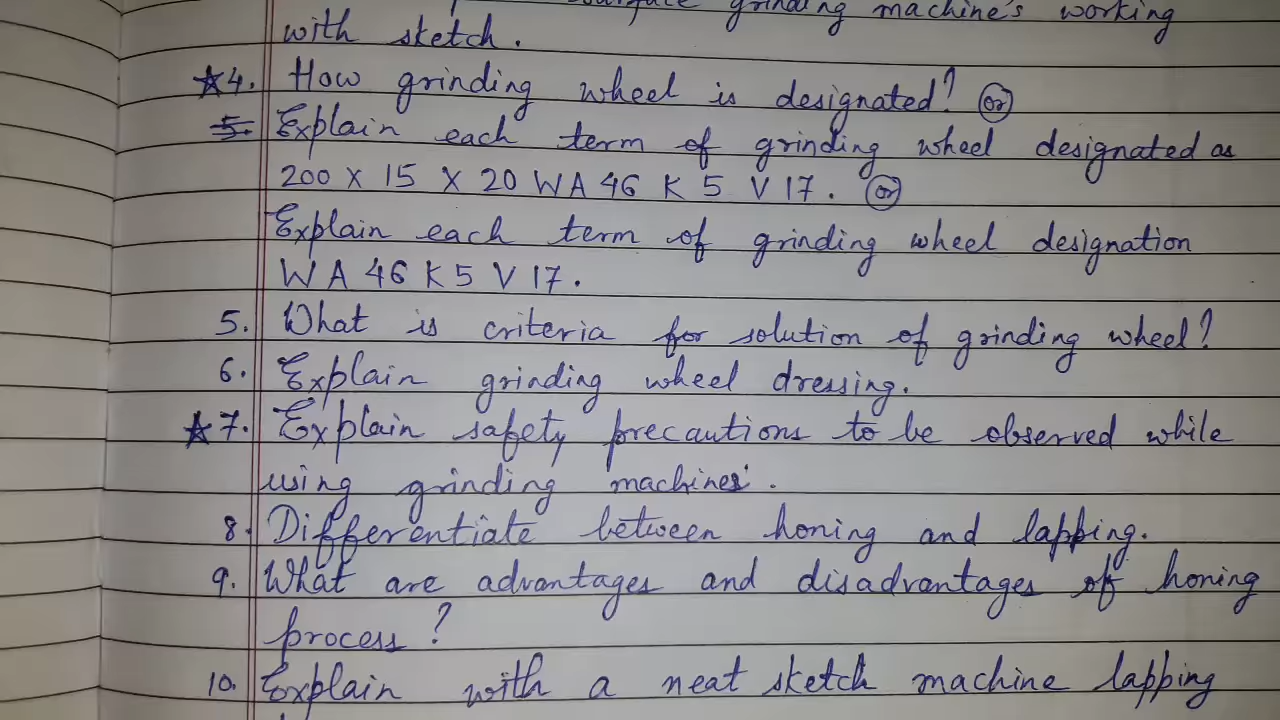 surface grinding machine's working
with sketch.
★4. How grinding wheel is designated? or
5. Explain each term of grinding wheel designated as
200 X 15 X 20 WA 46 K 5 V 17. or
Explain each term of grinding wheel designation
WA 46 K 5 V 17.
5. What is criteria for solution of grinding wheel?
6. Explain grinding wheel dressing.
★7. Explain safety precautions to be observed while
using grinding machines.
8. Differentiate between honing and lapping.
9. What are advantages and disadvantages of honing
process?
10. Explain with a neat sketch machine lapping